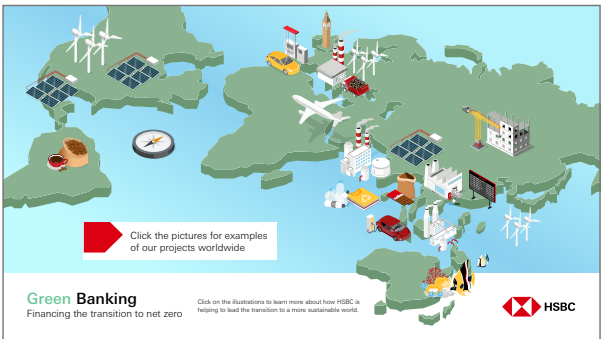 Click the pictures for examples
of our projects worldwide
Green Banking
Financing the transition to net zero
Click on the illustrations to learn more about how HSBC is
helping to lead the transition to a more sustainable world.
HSBC